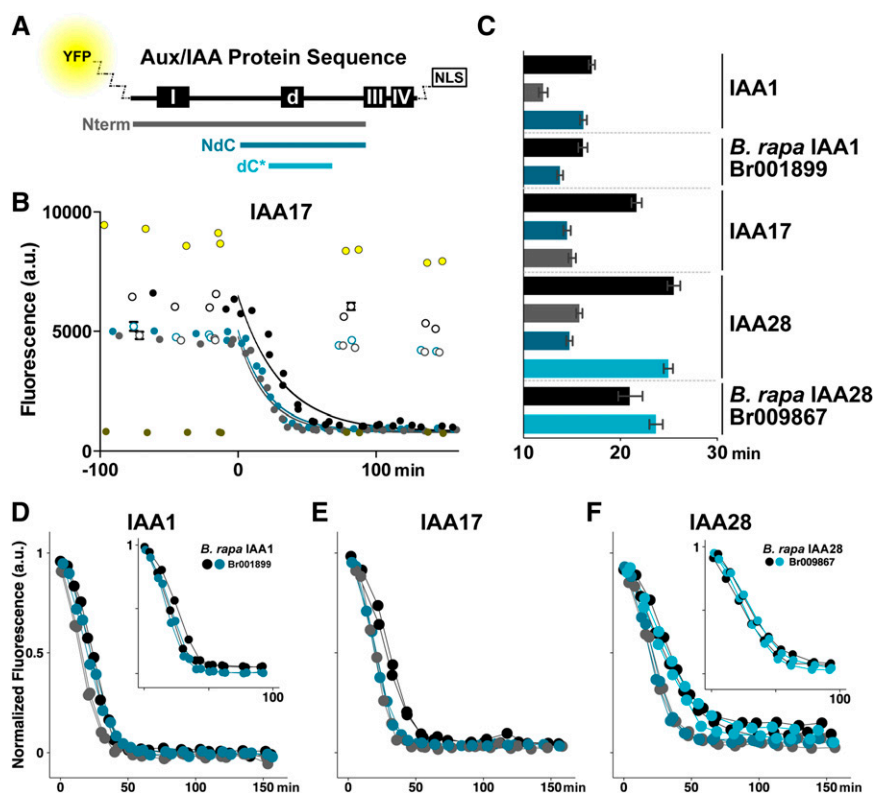 A
YFP
Aux/IAA Protein Sequence
NLS
I
d
III
IV
Nterm
NdC
dC*
B
IAA17
Fluorescence (a.u.)
10000
5000
0
-100
0
100 min
C
IAA1
B. rapa IAA1
Br001899
IAA17
IAA28
B. rapa IAA28
Br009867
10
20
30 min
D
IAA1
Normalized Fluorescence (a.u.)
1
0.5
0
0
50
100
150 min
1
B. rapa IAA1
Br001899
100
E
IAA17
0
50
100
150 min
F
IAA28
1
B. rapa IAA28
Br009867
100
0
50
100
150 min